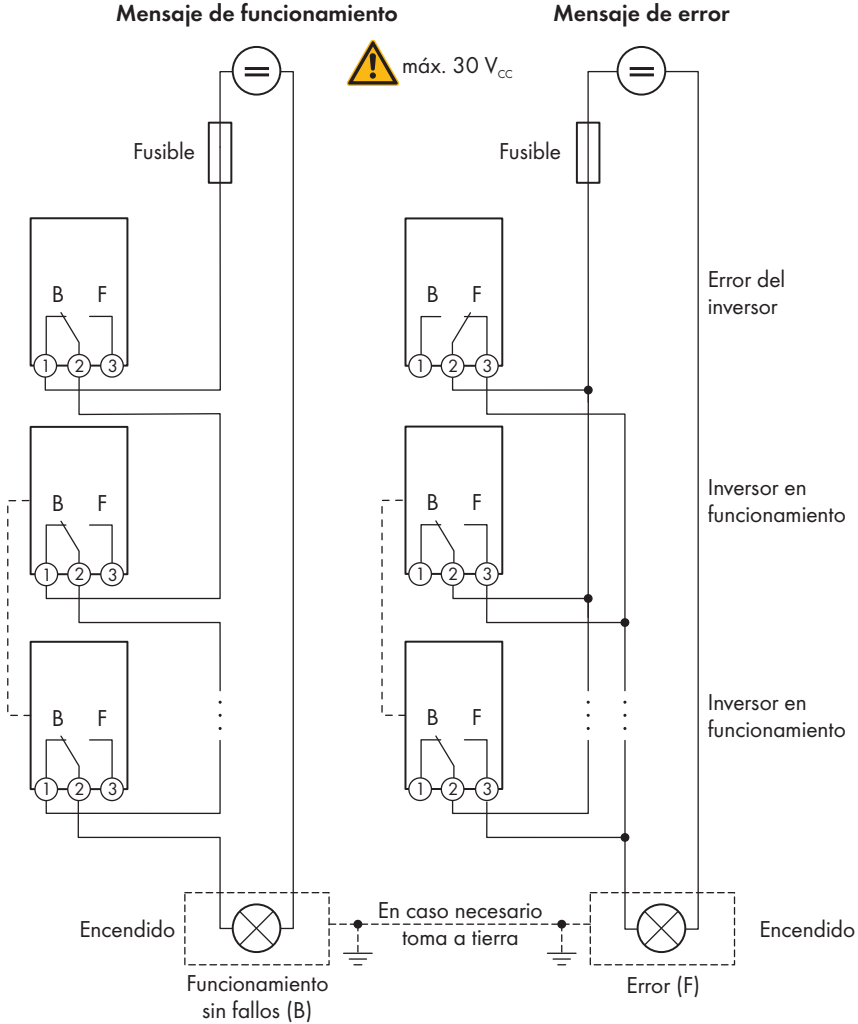 Mensaje de funcionamiento
Mensaje de error
máx. 30 Vcc
Fusible
Fusible
B F
1 2 3
B F
1 2 3
Error del
inversor
B F
1 2 3
B F
1 2 3
Inversor en
funcionamiento
B F
1 2 3
B F
1 2 3
Inversor en
funcionamiento
Encendido
En caso necesario
toma a tierra
Encendido
Funcionamiento
sin fallos (B)
Error (F)